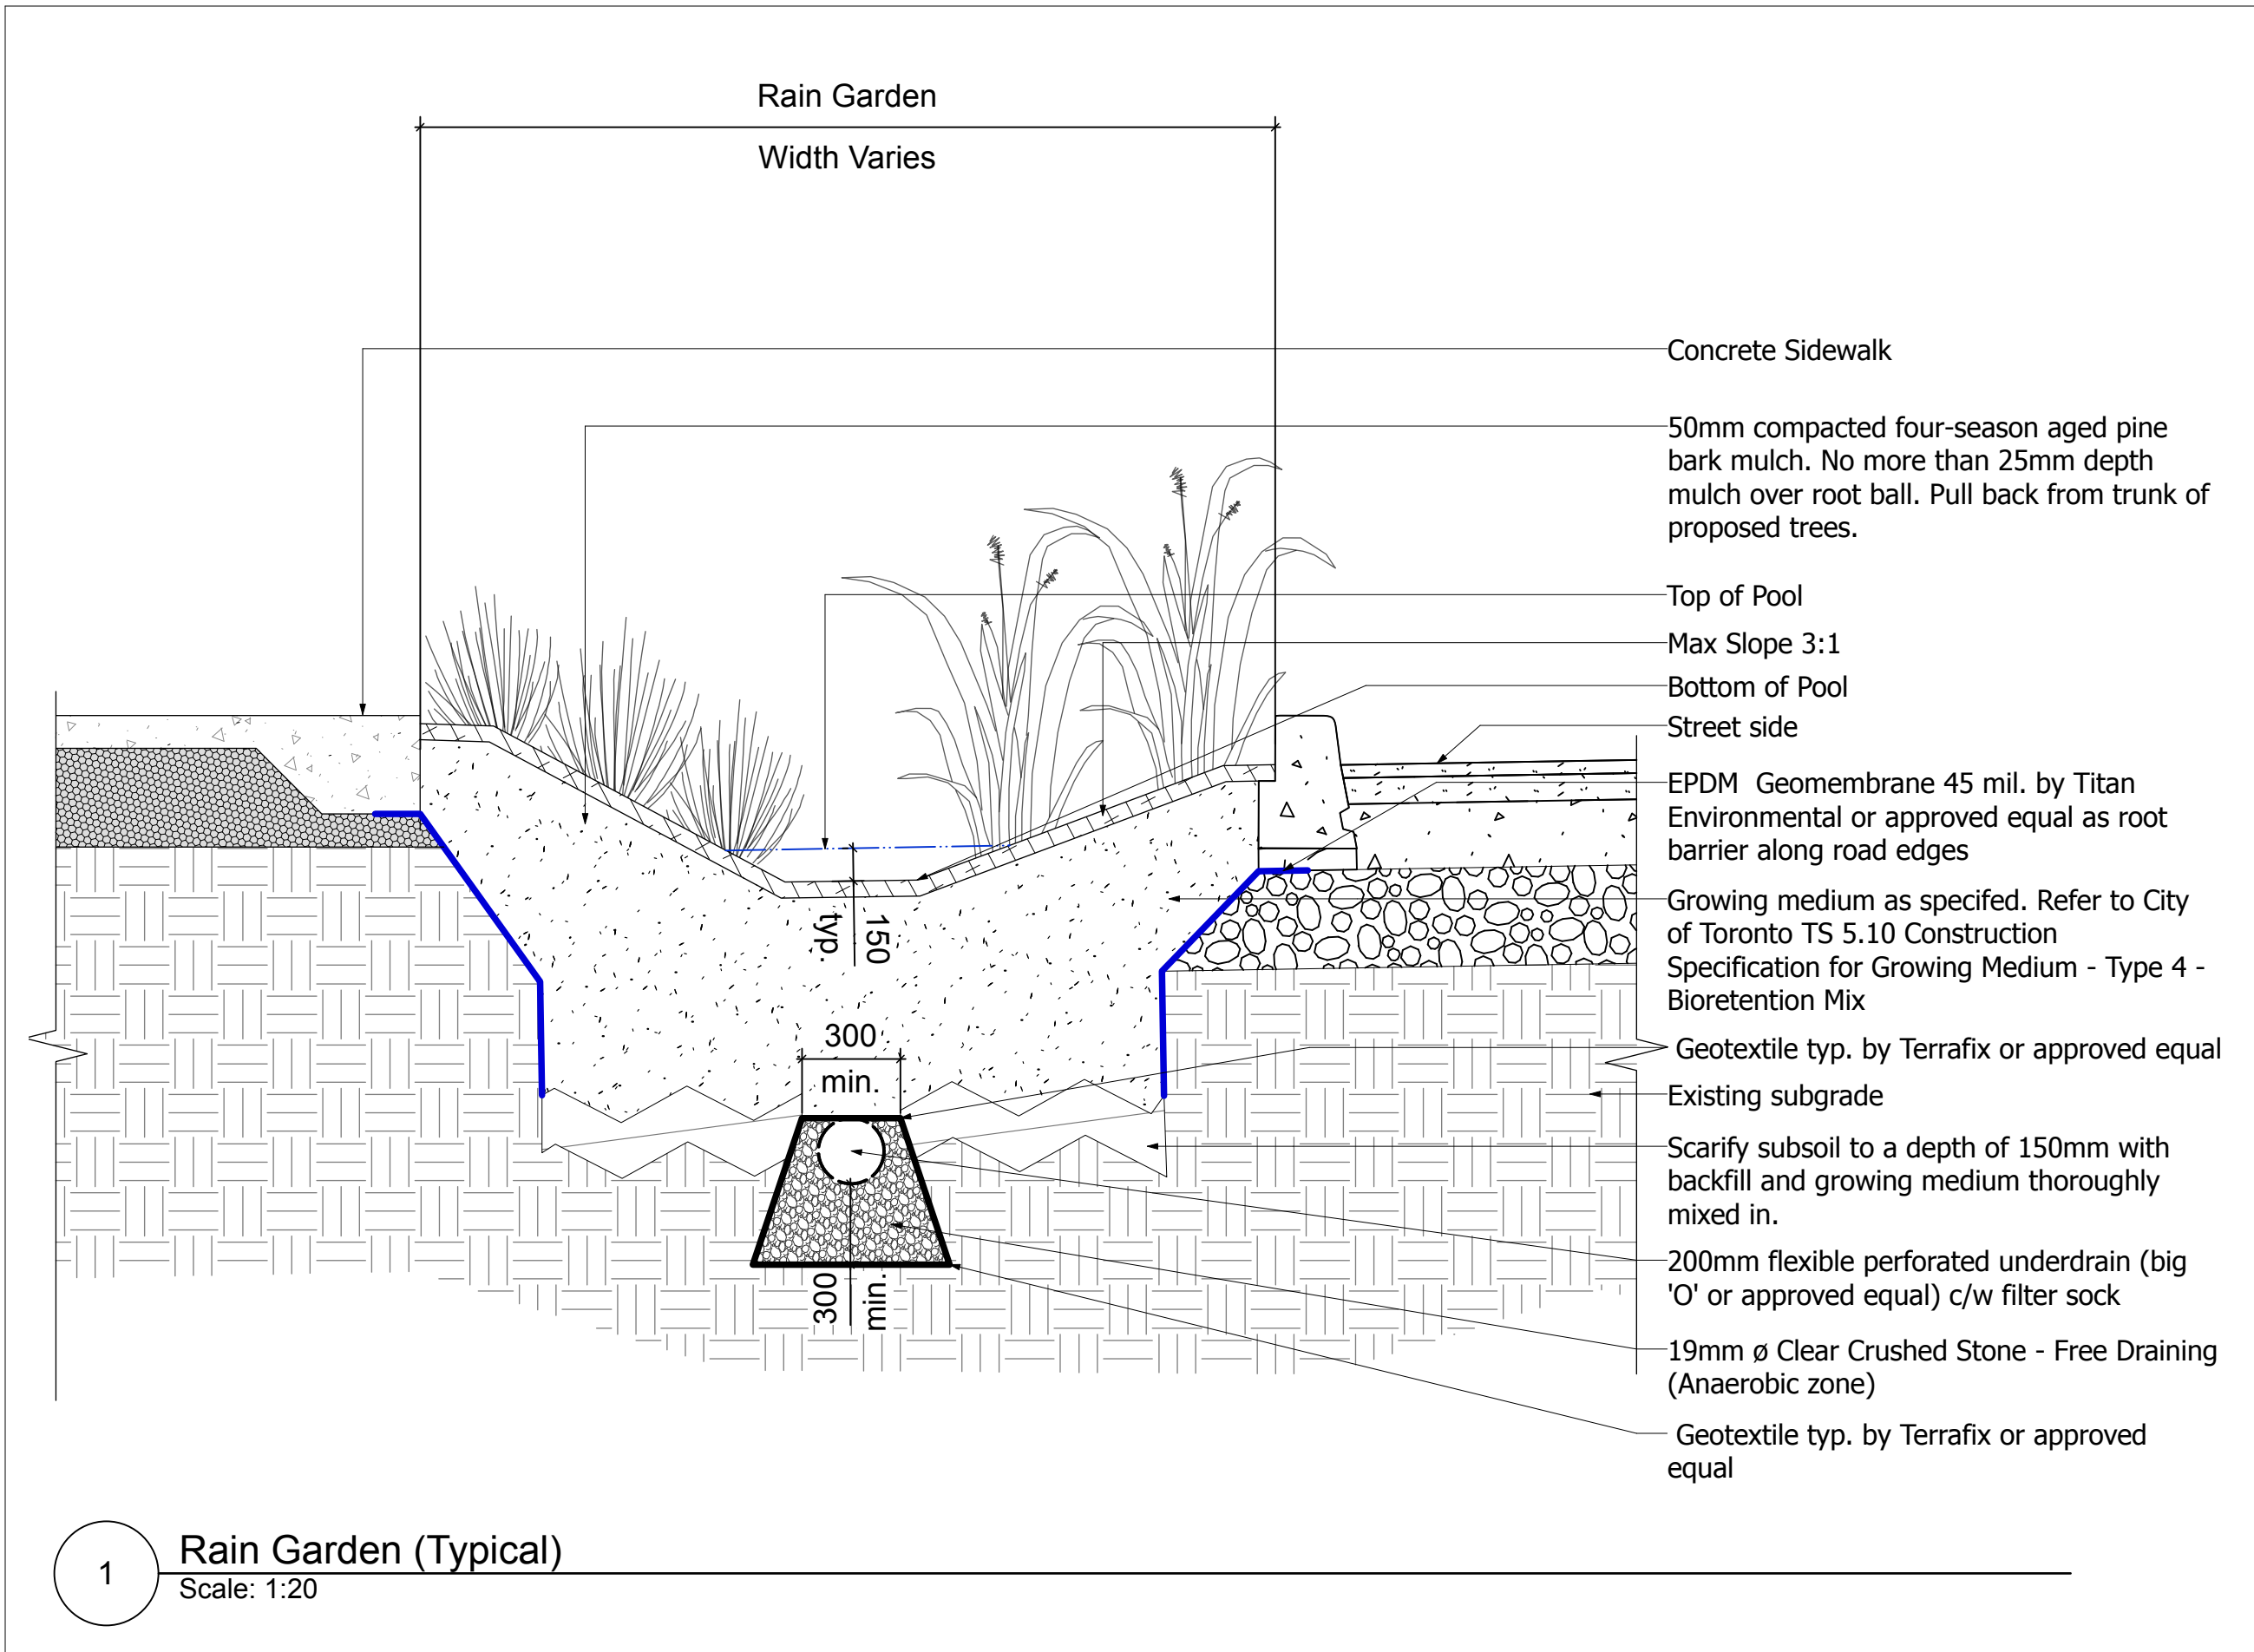 Rain Garden
Width Varies
Concrete Sidewalk
50mm compacted four-season aged pine
bark mulch. No more than 25mm depth
mulch over root ball. Pull back from trunk of
proposed trees.
Top of Pool
Max Slope 3:1
Bottom of Pool
Street side
EPDM  Geomembrane 45 mil. by Titan
Environmental or approved equal as root
barrier along road edges
Growing medium as specifed. Refer to City
of Toronto TS 5.10 Construction
Specification for Growing Medium - Type 4 -
Bioretention Mix
Geotextile typ. by Terrafix or approved equal
Existing subgrade
Scarify subsoil to a depth of 150mm with
backfill and growing medium thoroughly
mixed in.
200mm flexible perforated underdrain (big
'O' or approved equal) c/w filter sock
19mm ø Clear Crushed Stone - Free Draining
(Anaerobic zone)
Geotextile typ. by Terrafix or approved
equal
150
typ.
300
min.
300
min.
1
Rain Garden (Typical)
Scale: 1:20